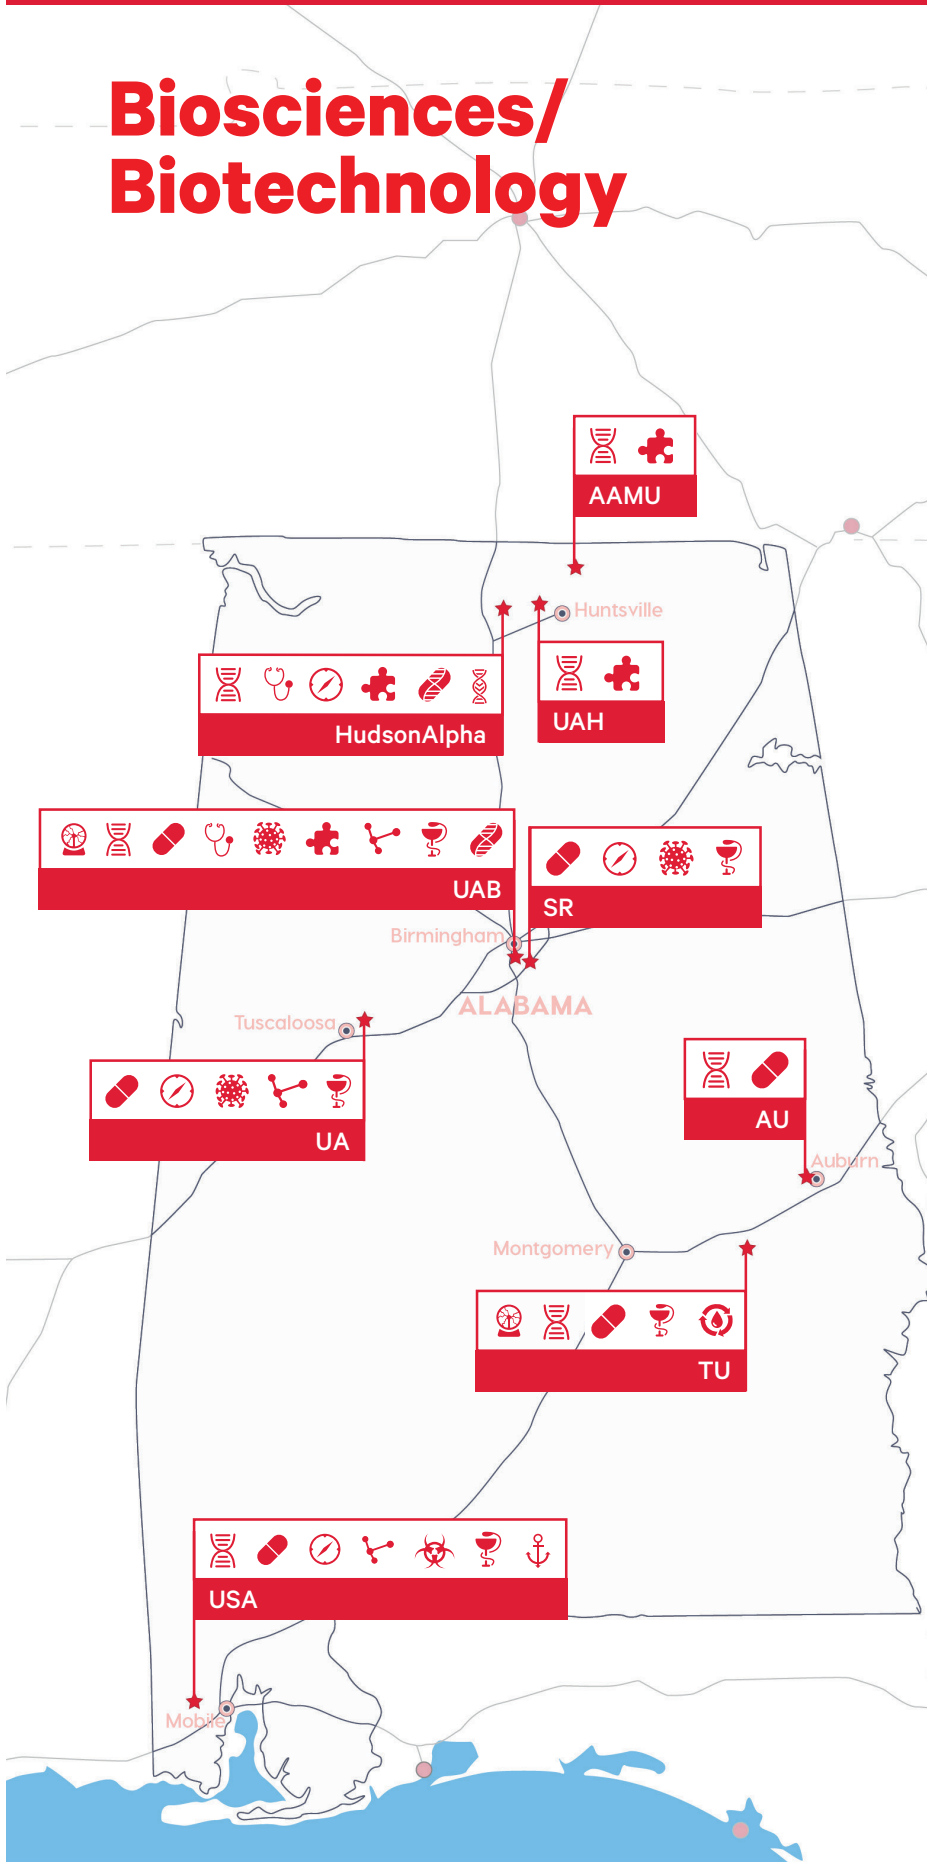 Biosciences/
Biotechnology
AAMU
Huntsville
HudsonAlpha
UAH
UAB
SR
Birmingham
ALABAMA
Tuscaloosa
UA
AU
Auburn
Montgomery
TU
USA
Mobile